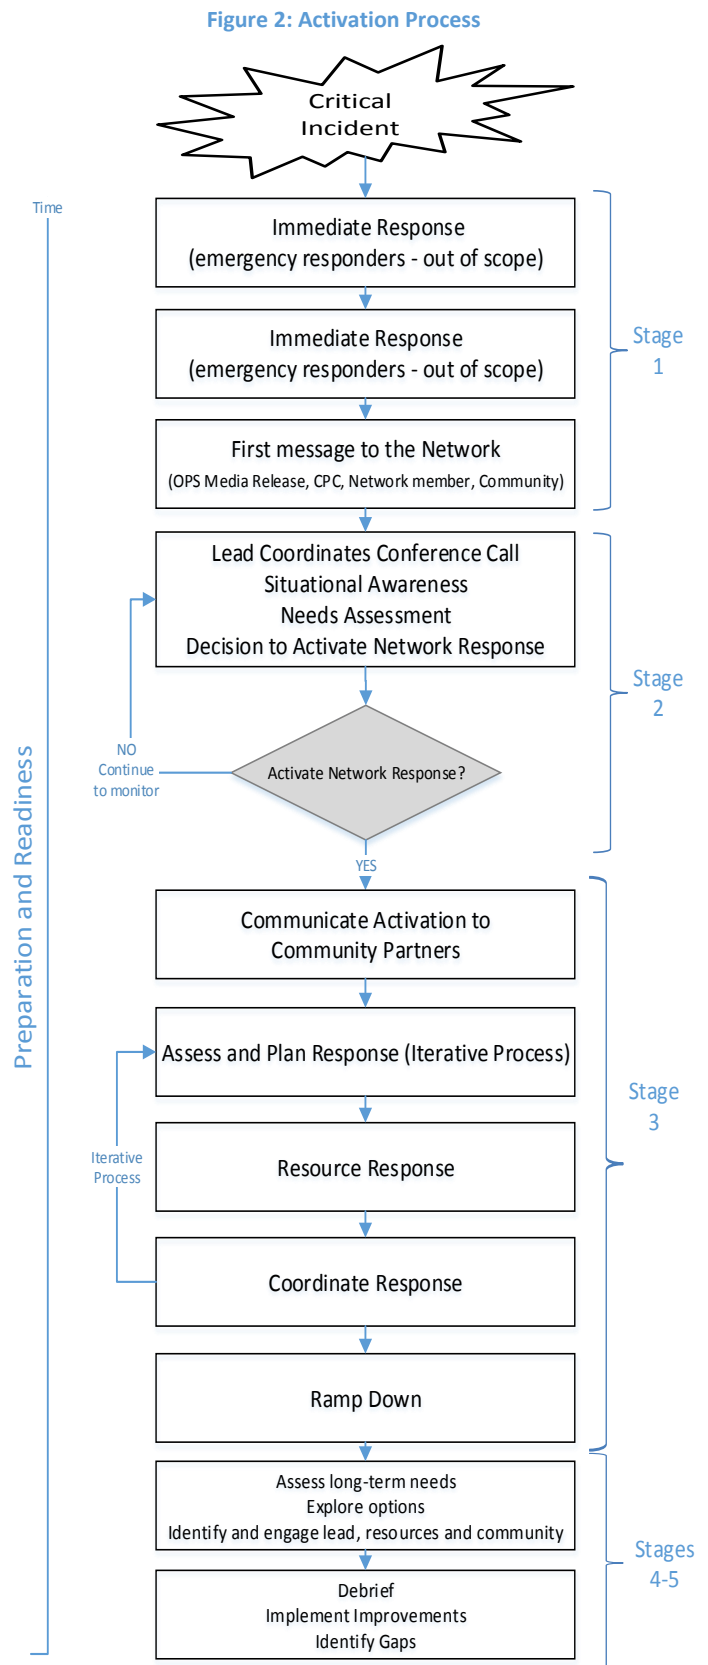 Figure 2: Activation Process
Critical
Incident
Time
Immediate Response
(emergency responders - out of scope)
Immediate Response
(emergency responders - out of scope)
Stage
1
First message to the Network
(OPS Media Release, CPC, Network member, Community)
Lead Coordinates Conference Call
Situational Awareness
Needs Assessment
Decision to Activate Network Response
Stage
2
NO
Continue
to monitor
Activate Network Response?
YES
Preparation and Readiness
Communicate Activation to
Community Partners
Assess and Plan Response (Iterative Process)
Stage
3
Iterative
Process
Resource Response
Coordinate Response
Ramp Down
Assess long-term needs
Explore options
Identify and engage lead, resources and community
Stages
4-5
Debrief
Implement Improvements
Identify Gaps